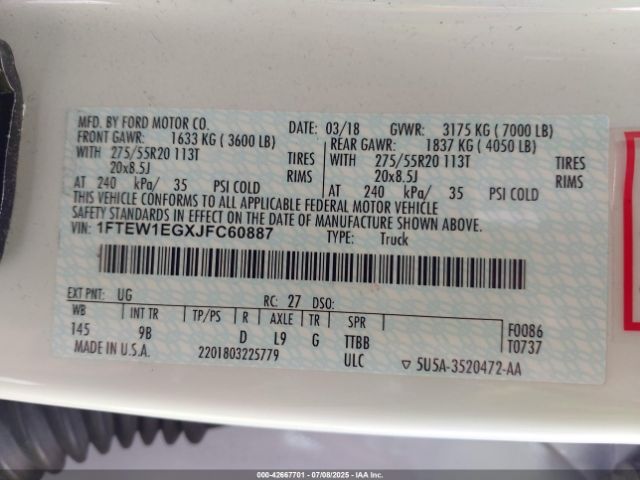 MFD. BY FORD MOTOR CO. DATE: 03/18 GVWR: 3175 KG ( 7000 LB)
FRONT GAWR: 1633 KG ( 3600 LB) REAR GAWR: 1837 KG ( 4050 LB)
WITH 275/55R20 113T TIRES WITH 275/55R20 113T TIRES
20x8.5J RIMS 20x8.5J RIMS
AT 240 kPa/ 35 PSI COLD AT 240 kPa/ 35 PSI COLD
THIS VEHICLE CONFORMS TO ALL APPLICABLE FEDERAL MOTOR VEHICLE
SAFETY STANDARDS IN EFFECT ON THE DATE OF MANUFACTURE SHOWN ABOVE.
VIN: 1FTEW1EGXJFC60887 TYPE: Truck
EXT PNT: UG RC: 27 DSO:
WB INT TR TP/PS R AXLE TR SPR F0086
145 9B D L9 G TTBB T0737
MADE IN U.S.A. 2201803225779 ULC ▽ 5U5A-3520472-AA
000-42667701 - 07/08/2025 - IAA Inc.